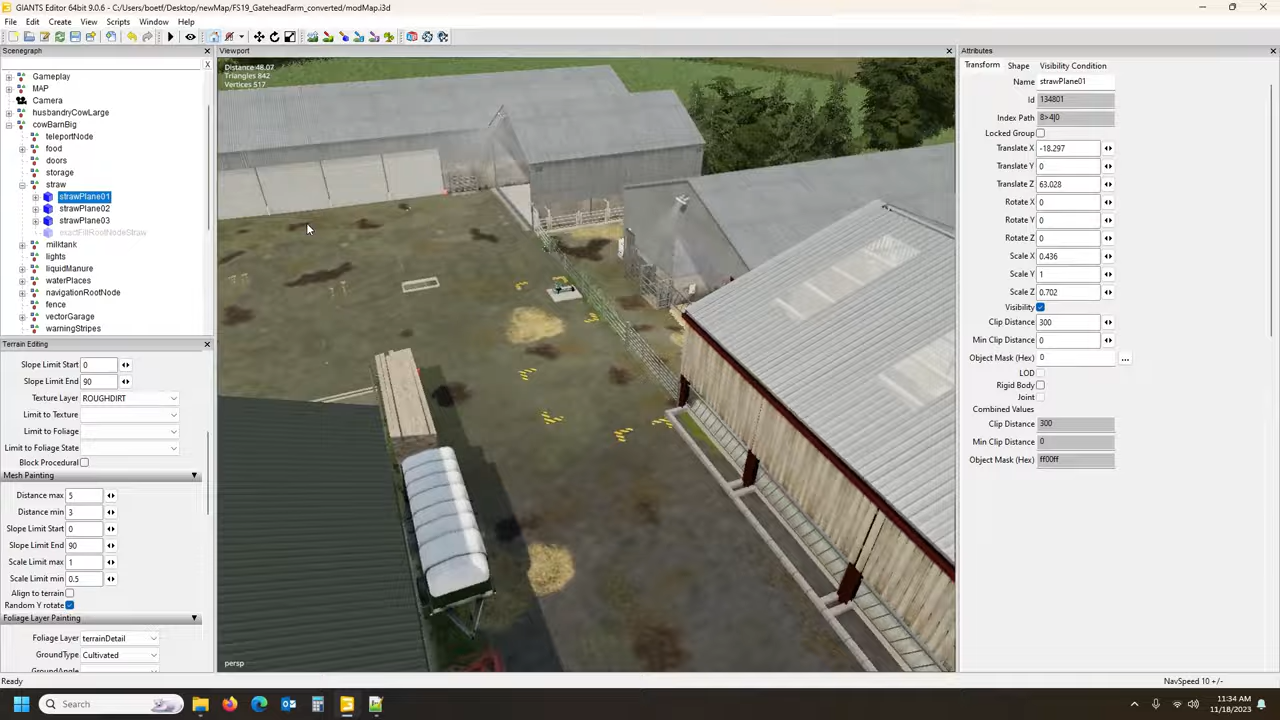 GIANTS Editor 64bit 9.0.6 - C:/Users/boetf/Desktop/newMap/FS19_GateheadFarm_converted/modMap.i3d
File Edit Create View Scripts Window Help
Scenegraph
x
Gameplay
MAP
Camera
husbandryCowLarge
cowBarnBig
teleportNode
food
doors
storage
straw
strawPlane01
strawPlane02
strawPlane03
exactFillRootNodeStraw
milktank
lights
liquidManure
waterPlaces
navigationRootNode
fence
vectorGarage
warningStripes
Terrain Editing
Slope Limit Start 0
Slope Limit End 90
Texture Layer ROUGHDIRT
Limit to Texture
Limit to Foliage
Limit to Foliage State
Block Procedural
Mesh Painting
Distance max 5
Distance min 3
Slope Limit Start 0
Slope Limit End 90
Scale Limit max 1
Scale Limit min 0.5
Align to terrain
Random Y rotate
Foliage Layer Painting
Foliage Layer terrainDetail
GroundType Cultivated
GroundAngle
Viewport
Distance 48.07
Triangles 842
Vertices 517
persp
Attributes
Transform Shape Visibility Condition
Name strawPlane01
Id 134801
Index Path 8>4|0
Locked Group
Translate X -18.297
Translate Y 0
Translate Z 63.028
Rotate X 0
Rotate Y 0
Rotate Z 0
Scale X 0.436
Scale Y 1
Scale Z 0.702
Visibility
Clip Distance 300
Min Clip Distance 0
Object Mask (Hex) 0 ...
LOD
Rigid Body
Joint
Combined Values
Clip Distance 300
Min Clip Distance 0
Object Mask (Hex) ff00ff
Ready
NavSpeed 10 +/-
Search
11:34 AM
11/18/2023